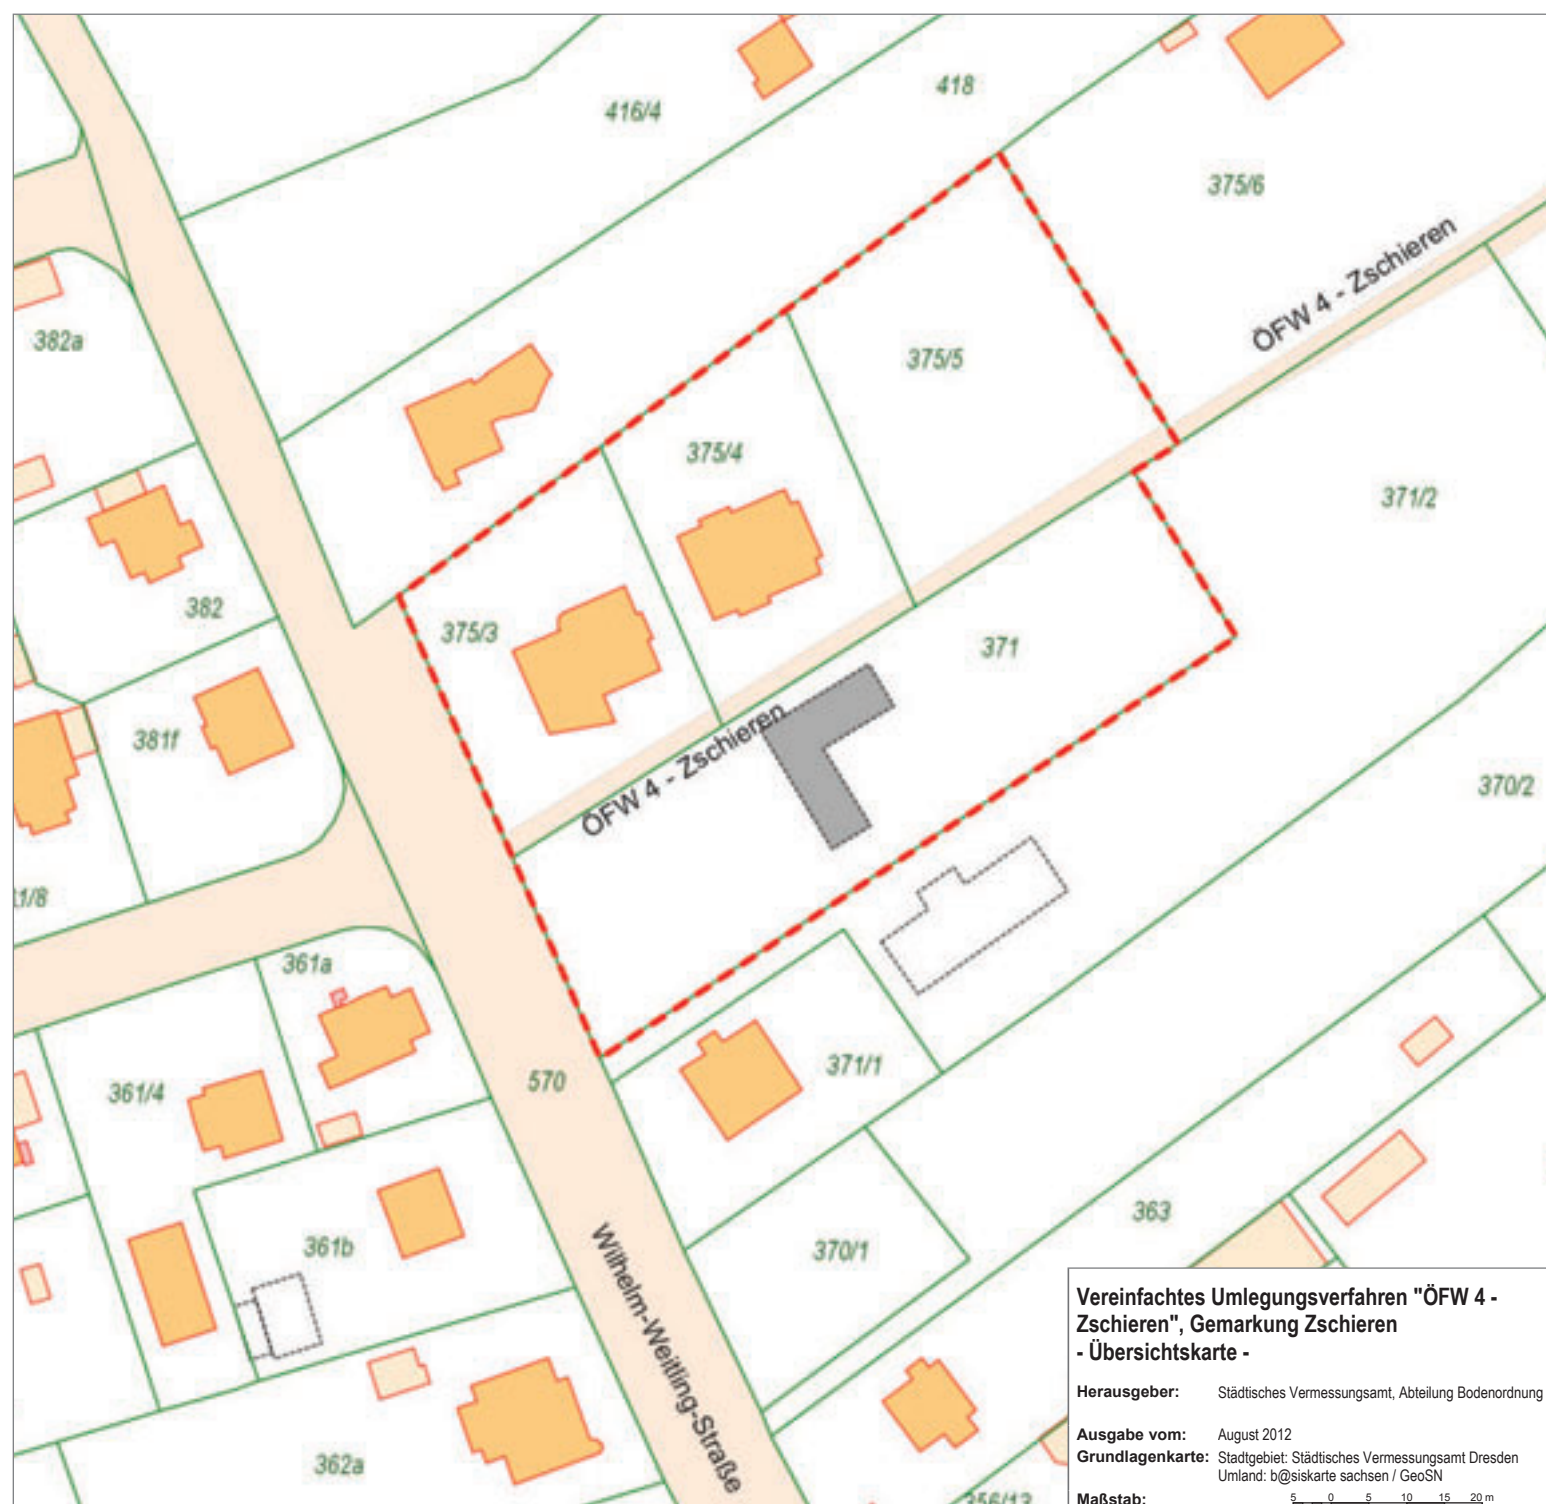 418
416/4
375/6
ÖFW 4 - Zschieren
382a
375/5
375/4
371/2
382
375/3
371
381f
ÖFW 4 - Zschieren
370/2
1/8
361a
570
371/1
361/4
363
361b
370/1
Wilhelm-Weitling-Straße
362a
356/13
Vereinfachtes Umlegungsverfahren "ÖFW 4 -
Zschieren", Gemarkung Zschieren
- Übersichtskarte -
Herausgeber: Städtisches Vermessungsamt, Abteilung Bodenordnung
Ausgabe vom: August 2012
Grundlagenkarte: Stadtgebiet: Städtisches Vermessungsamt Dresden
Umland: b@siskarte sachsen / GeoSN
Maßstab: 5 0 5 10 15 20 m